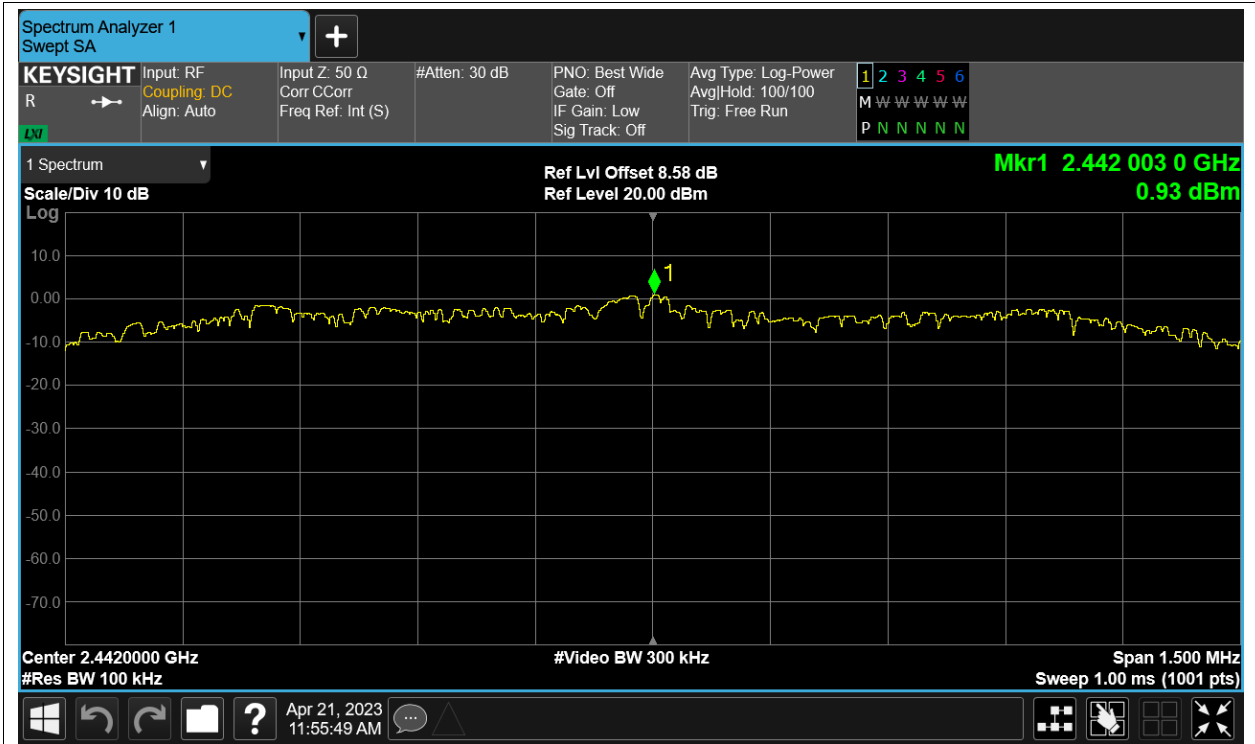 Spectrum Analyzer 1
Swept SA
KEYSIGHT
R
LXI
Input: RF
Coupling: DC
Align: Auto
Input Z: 50 Ω
Corr CCorr
Freq Ref: Int (S)
#Atten: 30 dB
PNO: Best Wide
Gate: Off
IF Gain: Low
Sig Track: Off
Avg Type: Log-Power
Avg|Hold: 100/100
Trig: Free Run
1 2 3 4 5 6
M W W W W W
P N N N N N
1 Spectrum
Scale/Div 10 dB
Log
Ref Lvl Offset 8.58 dB
Ref Level 20.00 dBm
Mkr1 2.442 003 0 GHz
0.93 dBm
1
10.0
0.00
-10.0
-20.0
-30.0
-40.0
-50.0
-60.0
-70.0
Center 2.4420000 GHz
#Res BW 100 kHz
#Video BW 300 kHz
Span 1.500 MHz
Sweep 1.00 ms (1001 pts)
?
Apr 21, 2023
11:55:49 AM